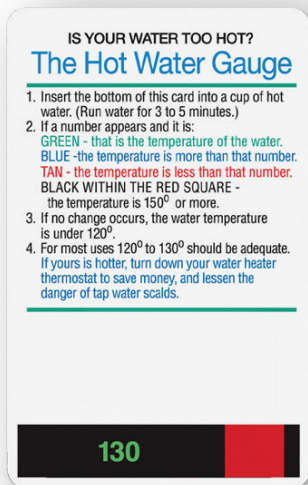 IS YOUR WATER TOO HOT?
The Hot Water Gauge
1. Insert the bottom of this card into a cup of hot
water. (Run water for 3 to 5 minutes.)
2. If a number appears and it is:
GREEN - that is the temperature of the water.
BLUE -the temperature is more than that number.
TAN - the temperature is less than that number.
BLACK WITHIN THE RED SQUARE -
the temperature is 150⁰ or more.
3. If no change occurs, the water temperature
is under 120⁰.
4. For most uses 120⁰ to 130⁰ should be adequate.
If yours is hotter, turn down your water heater
thermostat to save money, and lessen the
danger of tap water scalds.
130